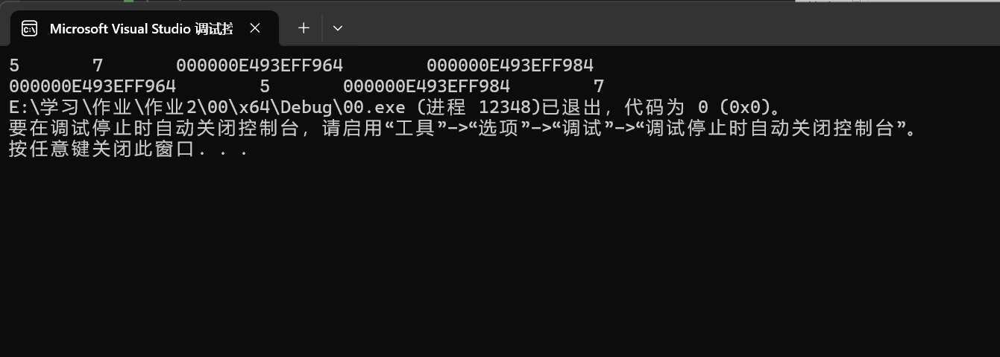 Microsoft Visual Studio 调试控
5 7 000000E493EFF964 000000E493EFF984
000000E493EFF964 5 000000E493EFF984 7
E:\学习\作业\作业2\00\x64\Debug\00.exe (进程 12348)已退出，代码为 0 (0x0)。
要在调试停止时自动关闭控制台，请启用“工具”->“选项”->“调试”->“调试停止时自动关闭控制台”。
按任意键关闭此窗口. . .